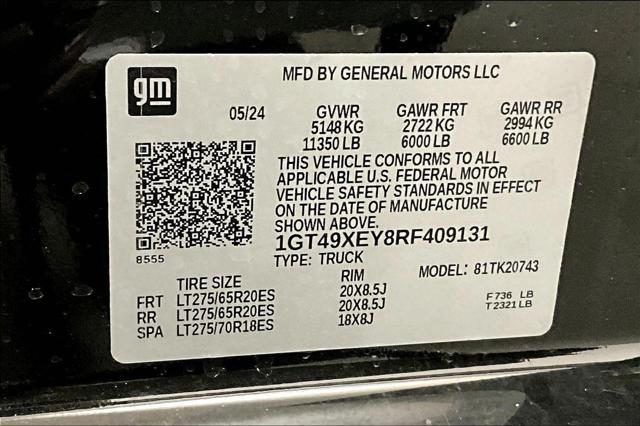 gm
MFD BY GENERAL MOTORS LLC
05/24 GVWR GAWR FRT GAWR RR
5148 KG 2722 KG 2994 KG
11350 LB 6000 LB 6600 LB
THIS VEHICLE CONFORMS TO ALL
APPLICABLE U.S. FEDERAL MOTOR
VEHICLE SAFETY STANDARDS IN EFFECT
ON THE DATE OF MANUFACTURE
SHOWN ABOVE.
8555
1GT49XEY8RF409131
TYPE: TRUCK
MODEL: 81TK20743
TIRE SIZE RIM
FRT LT275/65R20ES 20X8.5J
RR LT275/65R20ES 20X8.5J
SPA LT275/70R18ES 18X8J
F736 LB
T2321 LB